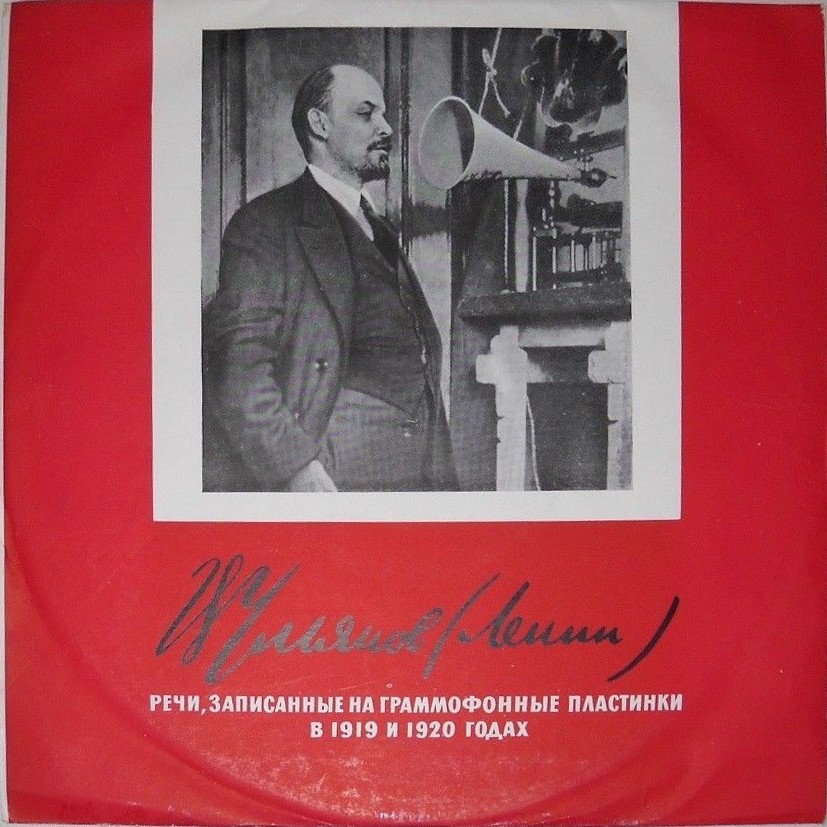 В Ульянов (Ленин)
РЕЧИ, ЗАПИСАННЫЕ НА ГРАММОФОННЫЕ ПЛАСТИНКИ
В 1919 И 1920 ГОДАХ